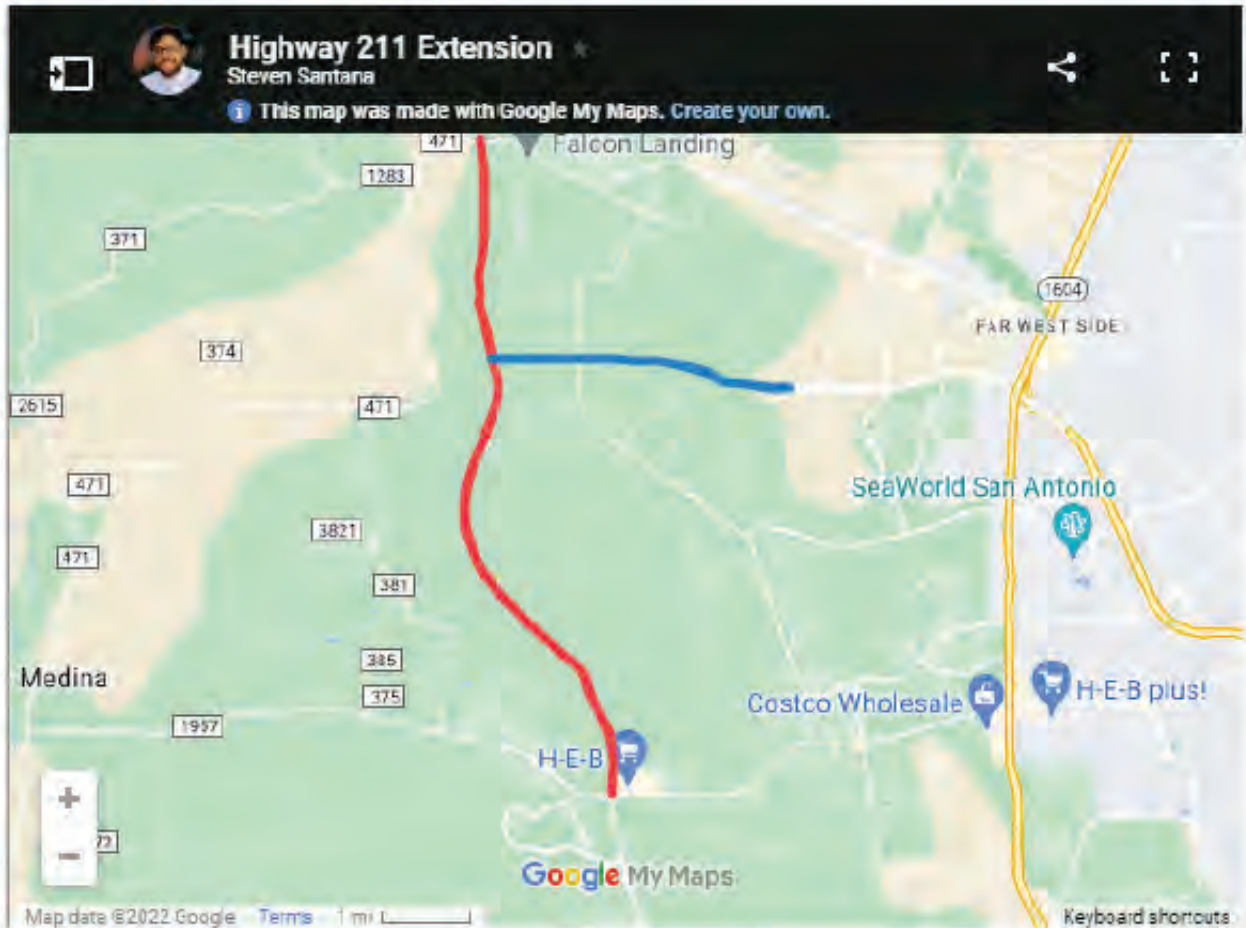 Highway 211 Extension
Steven Santana
This map was made with Google My Maps. Create your own.
471
Falcon Landing
1283
371
1604
FAR WEST SIDE
374
2615
471
471
SeaWorld San Antonio
3821
471
381
385
Medina
375
H-E-B plus!
Costco Wholesale
1957
H-E-B
Google My Maps
Map date ©2022 Google
Terms
1 mi
Keyboard shortcuts